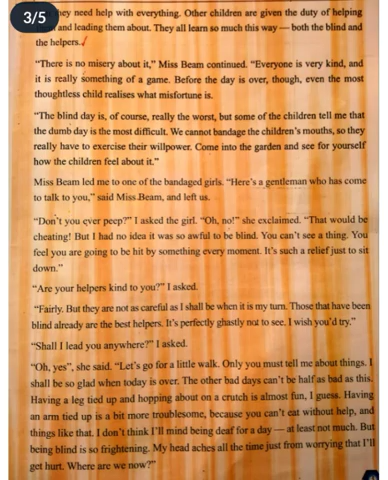 3/5
hey need help with everything. Other children are given the duty of helping
and leading them about. They all learn so much this way — both the blind and
the helpers.
“There is no misery about it,” Miss Beam continued. “Everyone is very kind, and
it is really something of a game. Before the day is over, though, even the most
thoughtless child realises what misfortune is.
“The blind day is, of course, really the worst, but some of the children tell me that
the dumb day is the most difficult. We cannot bandage the children’s mouths, so they
really have to exercise their willpower. Come into the garden and see for yourself
how the children feel about it.”
Miss Beam led me to one of the bandaged girls. “Here’s a gentleman who has come
to talk to you,” said Miss Beam, and left us.
“Don’t you ever peep?” I asked the girl. “Oh, no!” she exclaimed. “That would be
cheating! But I had no idea it was so awful to be blind. You can’t see a thing. You
feel you are going to be hit by something every moment. It’s such a relief just to sit
down.”
“Are your helpers kind to you?” I asked.
“Fairly. But they are not as careful as I shall be when it is my turn. Those that have been
blind already are the best helpers. It’s perfectly ghastly not to see. I wish you’d try.”
“Shall I lead you anywhere?” I asked.
“Oh, yes”, she said. “Let’s go for a little walk. Only you must tell me about things. I
shall be so glad when today is over. The other bad days can’t be half as bad as this.
Having a leg tied up and hopping about on a crutch is almost fun, I guess. Having
an arm tied up is a bit more troublesome, because you can’t eat without help, and
things like that. I don’t think I’ll mind being deaf for a day — at least not much. But
being blind is so frightening. My head aches all the time just from worrying that I’ll
get hurt. Where are we now?”